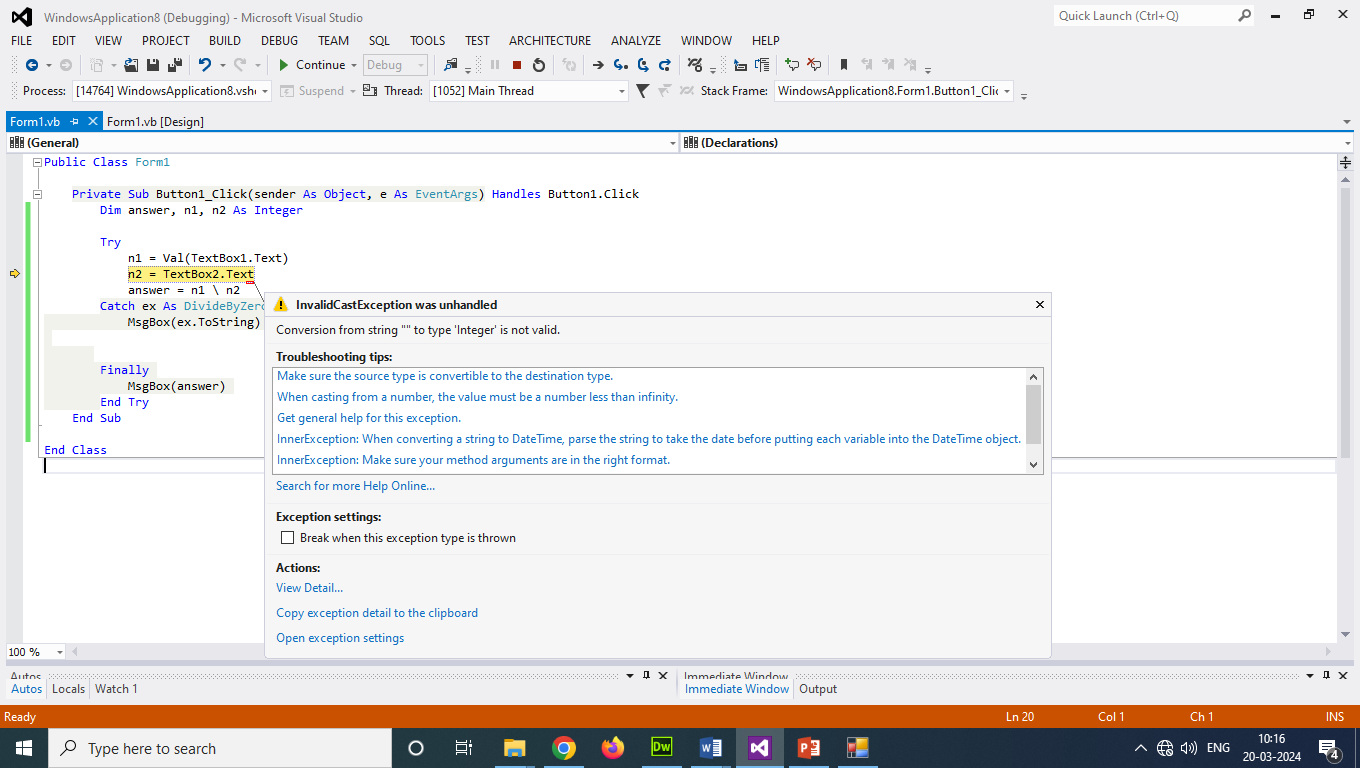 WindowsApplication8 (Debugging) - Microsoft Visual Studio
Quick Launch (Ctrl+Q)
FILE EDIT VIEW PROJECT BUILD DEBUG TEAM SQL TOOLS TEST ARCHITECTURE ANALYZE WINDOW HELP
Continue Debug
Process: [14764] WindowsApplication8.vsh Suspend Thread: [1052] Main Thread Stack Frame: WindowsApplication8.Form1.Button1_Clic
Form1.vb Form1.vb [Design]
(General) (Declarations)
Public Class Form1
Private Sub Button1_Click(sender As Object, e As EventArgs) Handles Button1.Click
Dim answer, n1, n2 As Integer
Try
n1 = Val(TextBox1.Text)
n2 = TextBox2.Text
answer = n1 \ n2
Catch ex As DivideByZero
MsgBox(ex.ToString)
Finally
MsgBox(answer)
End Try
End Sub
End Class
InvalidCastException was unhandled
Conversion from string "" to type 'Integer' is not valid.
Troubleshooting tips:
Make sure the source type is convertible to the destination type.
When casting from a number, the value must be a number less than infinity.
Get general help for this exception.
InnerException: When converting a string to DateTime, parse the string to take the date before putting each variable into the DateTime object.
InnerException: Make sure your method arguments are in the right format.
Search for more Help Online...
Exception settings:
Break when this exception type is thrown
Actions:
View Detail...
Copy exception detail to the clipboard
Open exception settings
100 %
Autos Immediate Window
Autos Locals Watch 1 Immediate Window Output
Ready Ln 20 Col 1 Ch 1 INS
Type here to search
Dw
ENG
10:16
20-03-2024
4